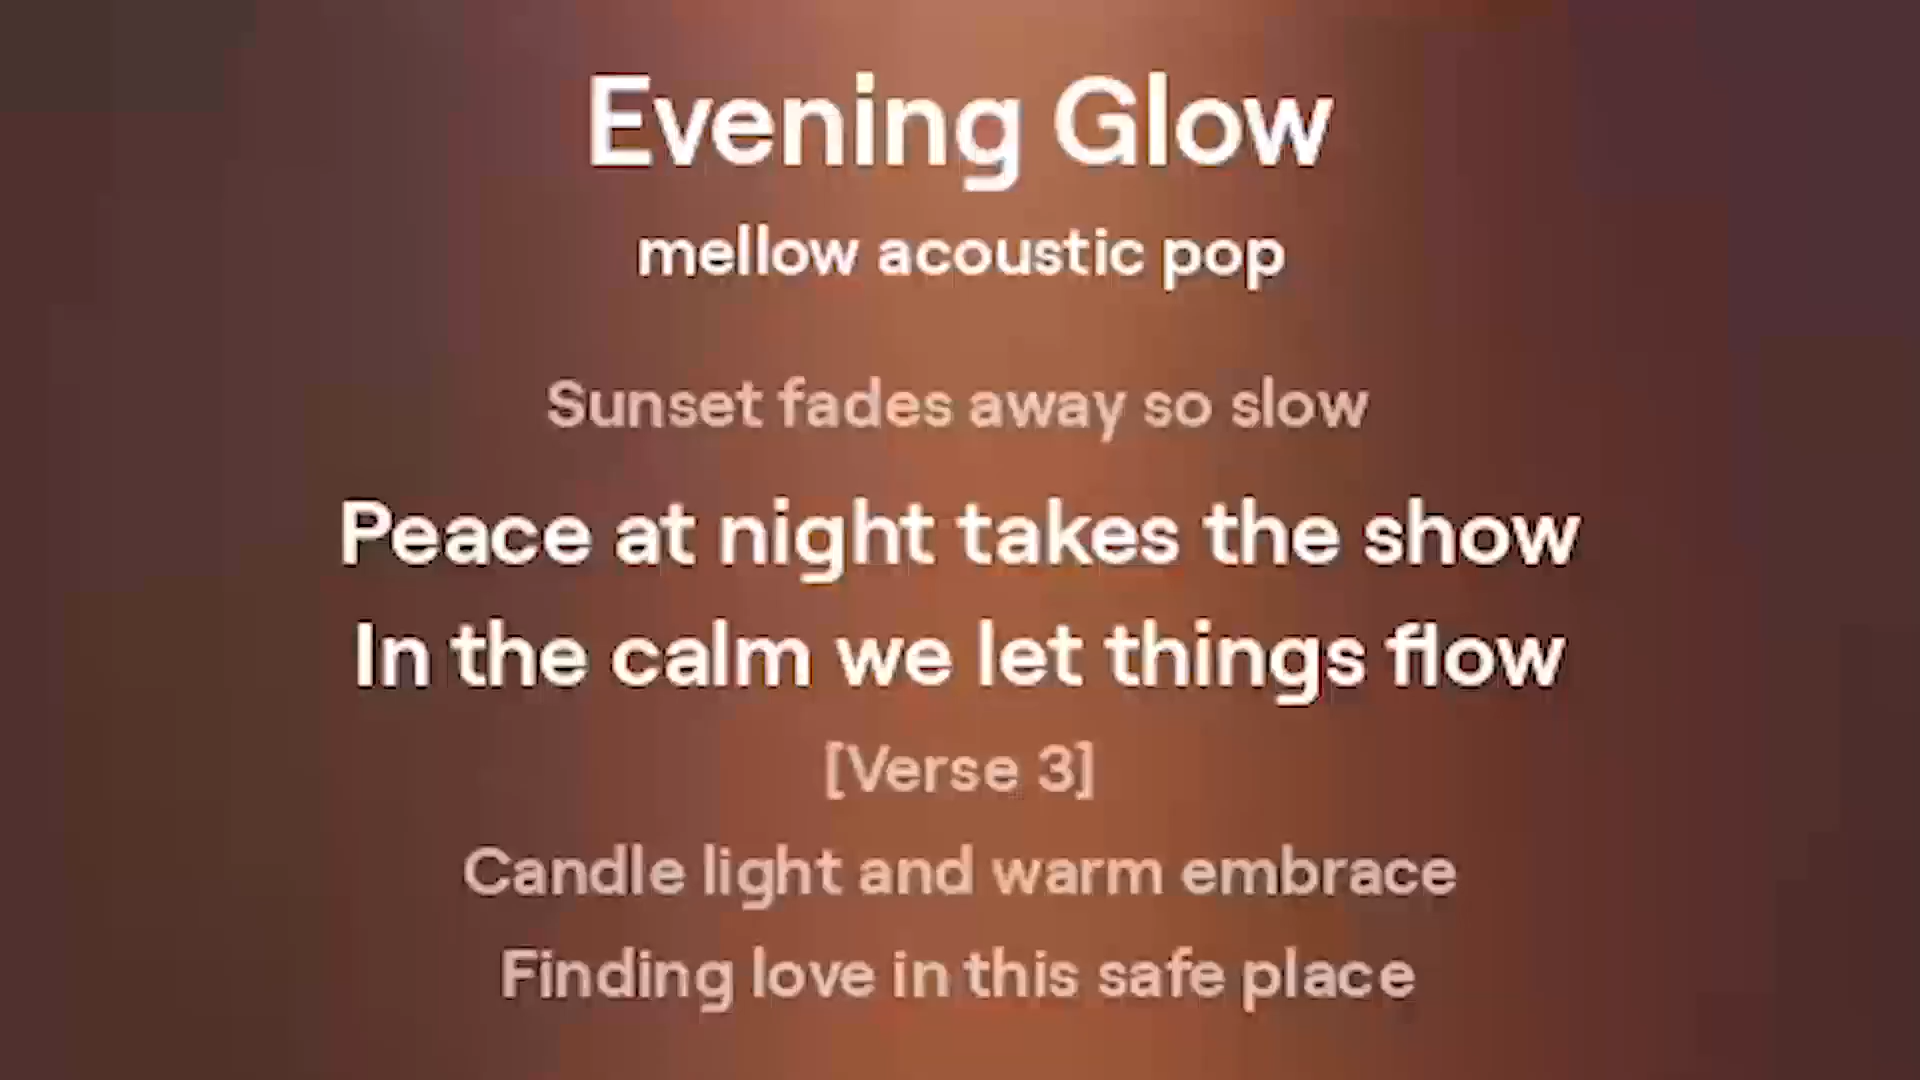 Evening Glow
mellow acoustic pop
Sunset fades away so slow
Peace at night takes the show
In the calm we let things flow
[Verse 3]
Candle light and warm embrace
Finding love in this safe place